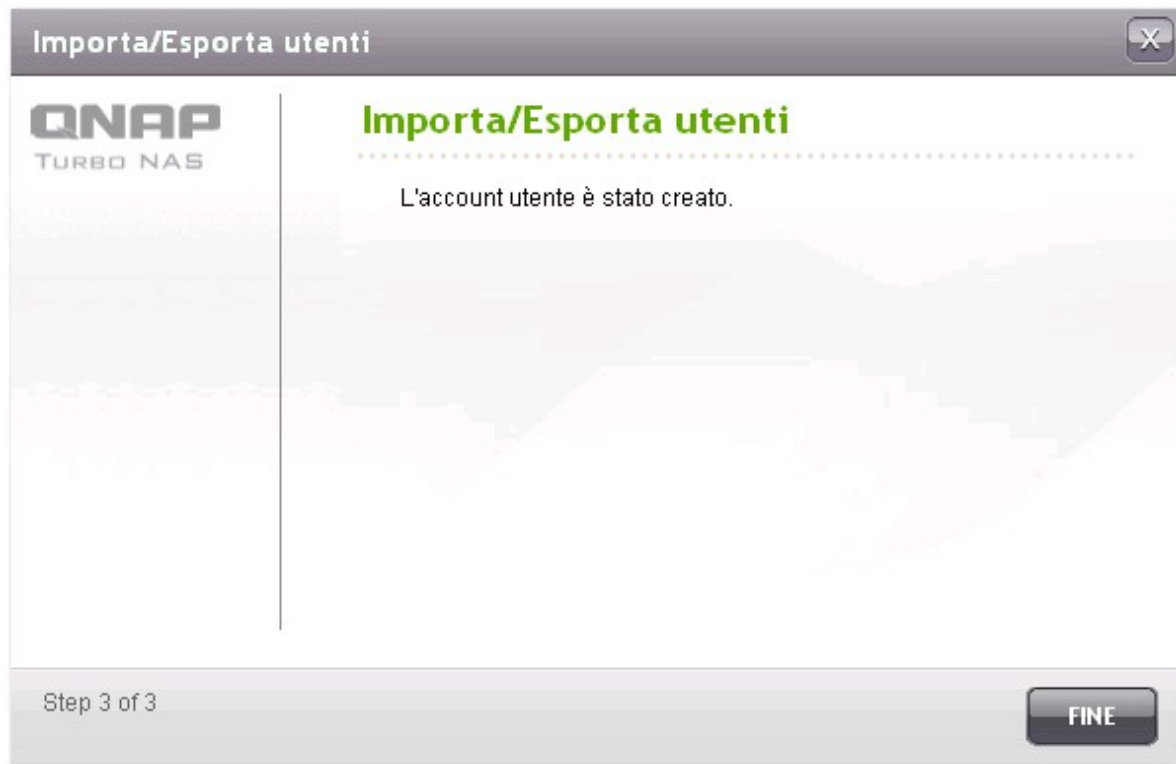 Importa/Esporta utenti
X
QNAP
TURBO NAS
Importa/Esporta utenti
L'account utente è stato creato.
Step 3 of 3
FINE